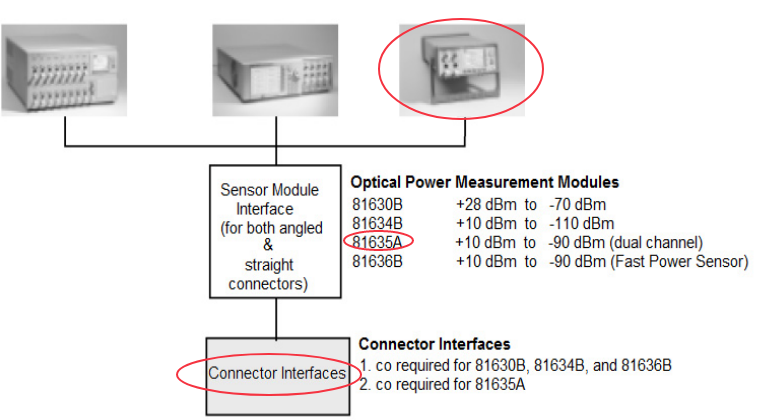 Sensor Module
Interface
(for both angled
&
straight
connectors)
Optical Power Measurement Modules
81630B +28 dBm to -70 dBm
81634B +10 dBm to -110 dBm
81635A +10 dBm to -90 dBm (dual channel)
81636B +10 dBm to -90 dBm (Fast Power Sensor)
Connector Interfaces
Connector Interfaces
1. co required for 81630B, 81634B, and 81636B
2. co required for 81635A